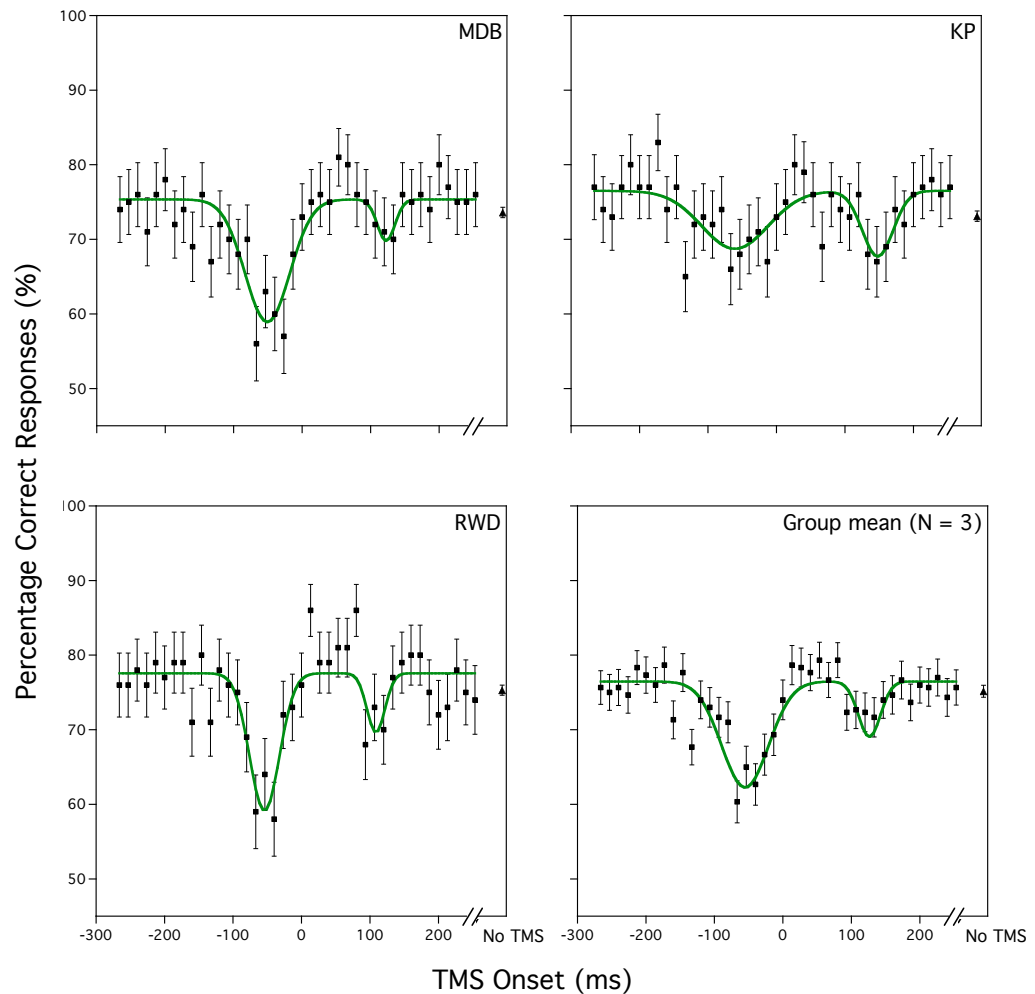 100
90
80
70
60
50
MDB
KP
Percentage Correct Responses (%)
100
90
80
70
60
50
RWD
Group mean (N = 3)
-300 -200 -100 0 100 200 No TMS
-300 -200 -100 0 100 200 No TMS
TMS Onset (ms)